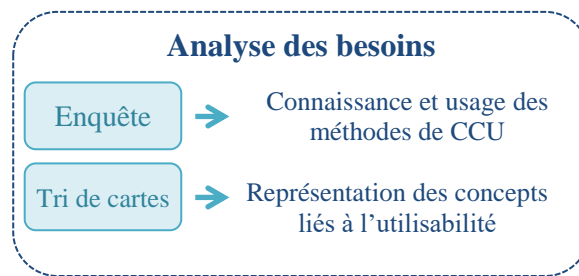 Analyse des besoins
Enquête
Connaissance et usage des
méthodes de CCU
Tri de cartes
Représentation des concepts
liés à l’utilisabilité